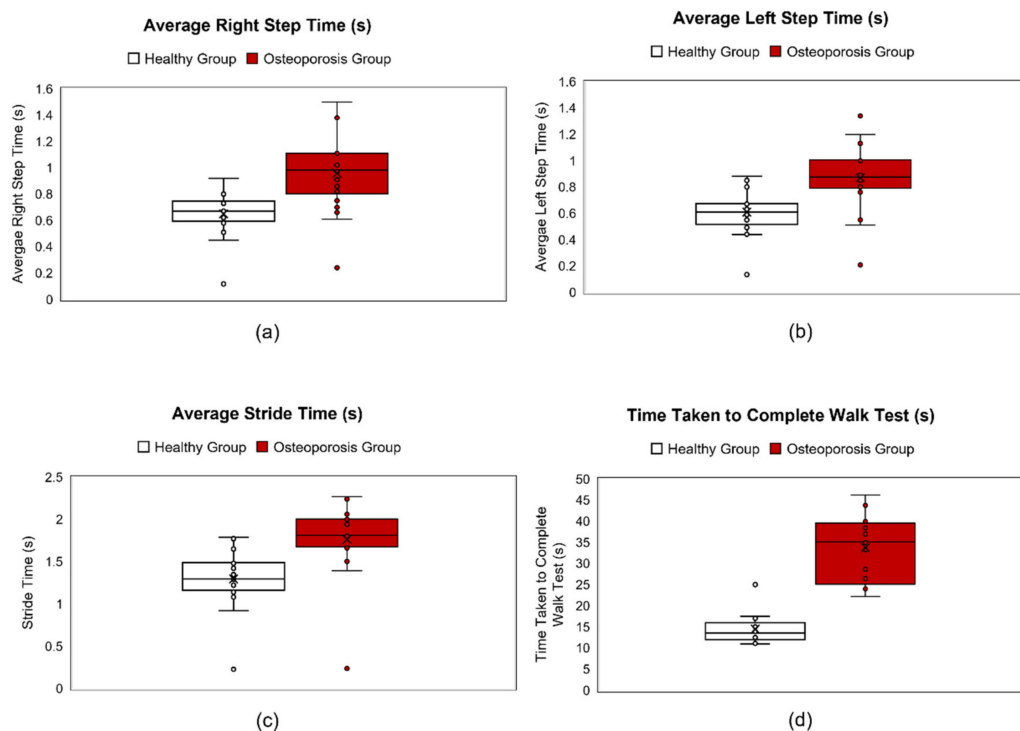 Average Right Step Time (s)
Healthy Group Osteoporosis Group
Avergae Right Step Time (s)
1.6
1.4
1.2
1
0.8
0.6
0.4
0.2
0
(a)
Average Left Step Time (s)
Healthy Group Osteoporosis Group
Avergae Left Step Time (s)
1.6
1.4
1.2
1
0.8
0.6
0.4
0.2
0
(b)
Average Stride Time (s)
Healthy Group Osteoporosis Group
Stride Time (s)
2.5
2
1.5
1
0.5
0
(c)
Time Taken to Complete Walk Test (s)
Healthy Group Osteoporosis Group
Time Taken to Complete
Walk Test (s)
50
45
40
35
30
25
20
15
10
5
0
(d)